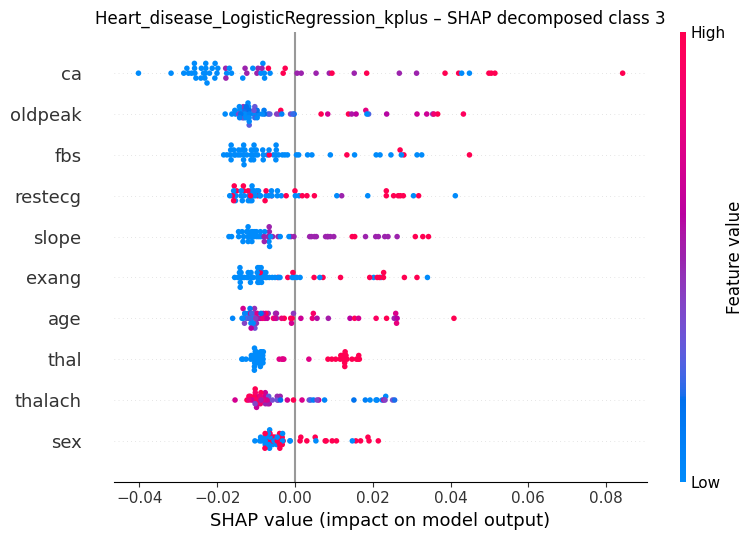 Heart_disease_LogisticRegression_kplus – SHAP decomposed class 3
High
ca
oldpeak
fbs
restecg
slope
exang
age
thal
thalach
sex
Feature value
Low
−0.04 −0.02 0.00 0.02 0.04 0.06 0.08
SHAP value (impact on model output)